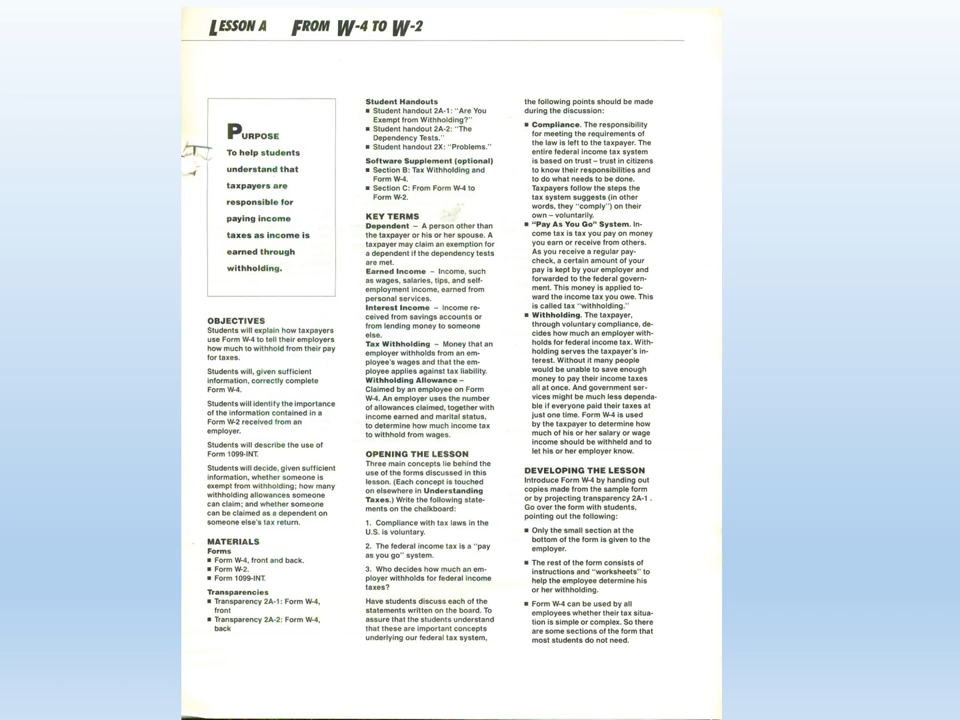 LESSON A FROM W-4 TO W-2
PURPOSE
To help students
understand that
taxpayers are
responsible for
paying income
taxes as income is
earned through
withholding.
OBJECTIVES
Students will explain how taxpayers
use Form W-4 to tell their employers
how much to withhold from their pay
for taxes.
Students will, given sufficient
information, correctly complete
Form W-4.
Students will identify the importance
of the information contained in a
Form W-2 received from an
employer.
Students will describe the use of
Form 1099-INT.
Students will decide, given sufficient
information, whether someone is
exempt from withholding; how many
withholding allowances someone
can claim; and whether someone
can be claimed as a dependent on
someone else's tax return.
MATERIALS
Forms
■ Form W-4, front and back.
■ Form W-2.
■ Form 1099-INT.
Transparencies
■ Transparency 2A-1: Form W-4,
front
■ Transparency 2A-2: Form W-4,
back
Student Handouts
■ Student handout 2A-1: "Are You
Exempt from Withholding?"
■ Student handout 2A-2: "The
Dependency Tests."
■ Student handout 2X: "Problems."
Software Supplement (optional)
■ Section B: Tax Withholding and
Form W-4.
■ Section C: From Form W-4 to
Form W-2.
KEY TERMS
Dependent – A person other than
the taxpayer or his or her spouse. A
taxpayer may claim an exemption for
a dependent if the dependency tests
are met.
Earned Income – Income, such
as wages, salaries, tips, and self-
employment income, earned from
personal services.
Interest Income – Income re-
ceived from savings accounts or
from lending money to someone
else.
Tax Withholding – Money that an
employer withholds from an em-
ployee's wages and that the em-
ployee applies against tax liability.
Withholding Allowance –
Claimed by an employee on Form
W-4. An employer uses the number
of allowances claimed, together with
income earned and marital status,
to determine how much income tax
to withhold from wages.
OPENING THE LESSON
Three main concepts lie behind the
use of the forms discussed in this
lesson. (Each concept is touched
on elsewhere in Understanding
Taxes.) Write the following state-
ments on the chalkboard:
1. Compliance with tax laws in the
U.S. is voluntary.
2. The federal income tax is a "pay
as you go" system.
3. Who decides how much an em-
ployer withholds for federal income
taxes?
Have students discuss each of the
statements written on the board. To
assure that the students understand
that these are important concepts
underlying our federal tax system,
the following points should be made
during the discussion:
■ Compliance. The responsibility
for meeting the requirements of
the law is left to the taxpayer. The
entire federal income tax system
is based on trust – trust in citizens
to know their responsibilities and
to do what needs to be done.
Taxpayers follow the steps the
tax system suggests (in other
words, they "comply") on their
own – voluntarily.
■ "Pay As You Go" System. In-
come tax is tax you pay on money
you earn or receive from others.
As you receive a regular pay-
check, a certain amount of your
pay is kept by your employer and
forwarded to the federal govern-
ment. This money is applied to-
ward the income tax you owe. This
is called tax "withholding."
■ Withholding. The taxpayer,
through voluntary compliance, de-
cides how much an employer with-
holds for federal income tax. With-
holding serves the taxpayer's in-
terest. Without it many people
would be unable to save enough
money to pay their income taxes
all at once. And government ser-
vices might be much less dependa-
ble if everyone paid their taxes at
just one time. Form W-4 is used
by the taxpayer to determine how
much of his or her salary or wage
income should be withheld and to
let his or her employer know.
DEVELOPING THE LESSON
Introduce Form W-4 by handing out
copies made from the sample form
or by projecting transparency 2A-1 .
Go over the form with students,
pointing out the following:
■ Only the small section at the
bottom of the form is given to the
employer.
■ The rest of the form consists of
instructions and "worksheets" to
help the employee determine his
or her withholding.
■ Form W-4 can be used by all
employees whether their tax situa-
tion is simple or complex. So there
are some sections of the form that
most students do not need.